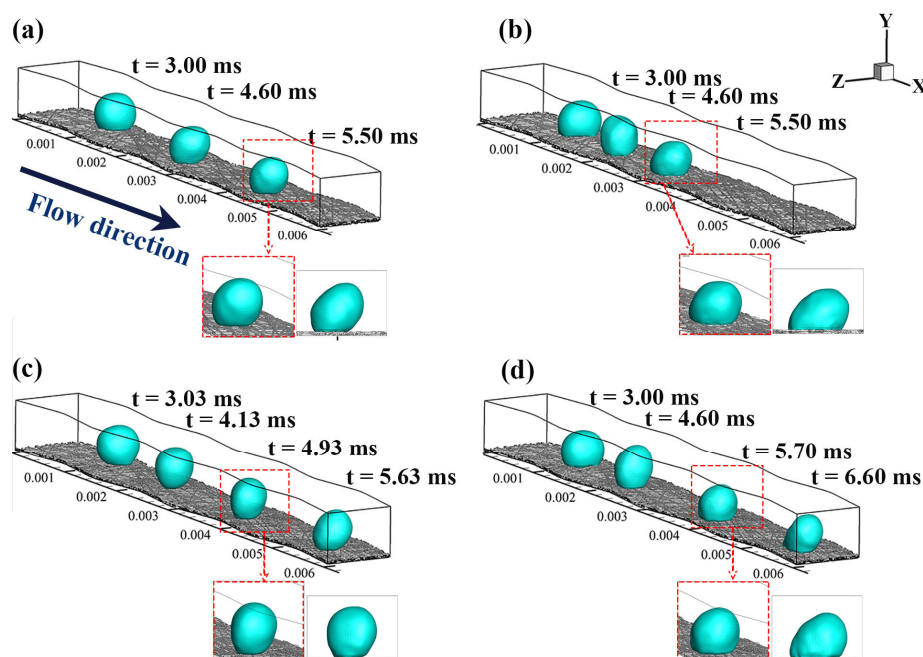 (a)
t = 3.00 ms
t = 4.60 ms
t = 5.50 ms
0.001
0.002
0.003
0.004
0.005
0.006
Flow direction
(b)
t = 3.00 ms
t = 4.60 ms
t = 5.50 ms
0.001
0.002
0.003
0.004
0.005
0.006
Y
Z
X
(c)
t = 3.03 ms
t = 4.13 ms
t = 4.93 ms
t = 5.63 ms
0.001
0.002
0.003
0.004
0.005
0.006
(d)
t = 3.00 ms
t = 4.60 ms
t = 5.70 ms
t = 6.60 ms
0.001
0.002
0.003
0.004
0.005
0.006